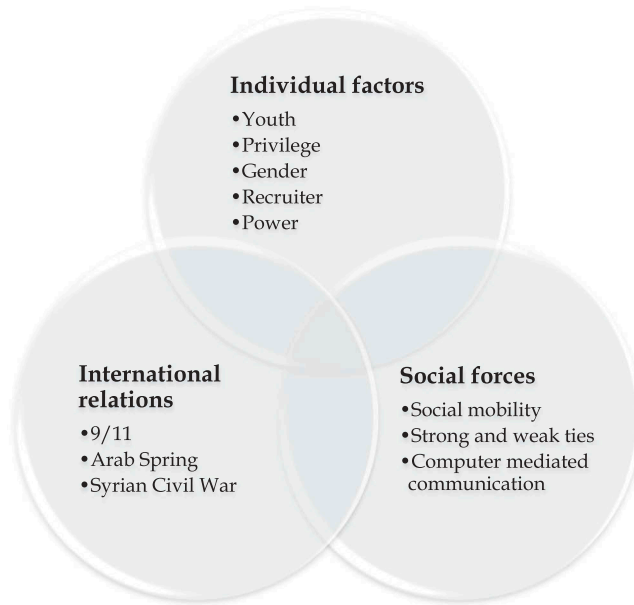 Individual factors
•Youth
•Privilege
•Gender
•Recruiter
•Power
International
relations
•9/11
•Arab Spring
•Syrian Civil War
Social forces
•Social mobility
•Strong and weak ties
•Computer mediated
communication